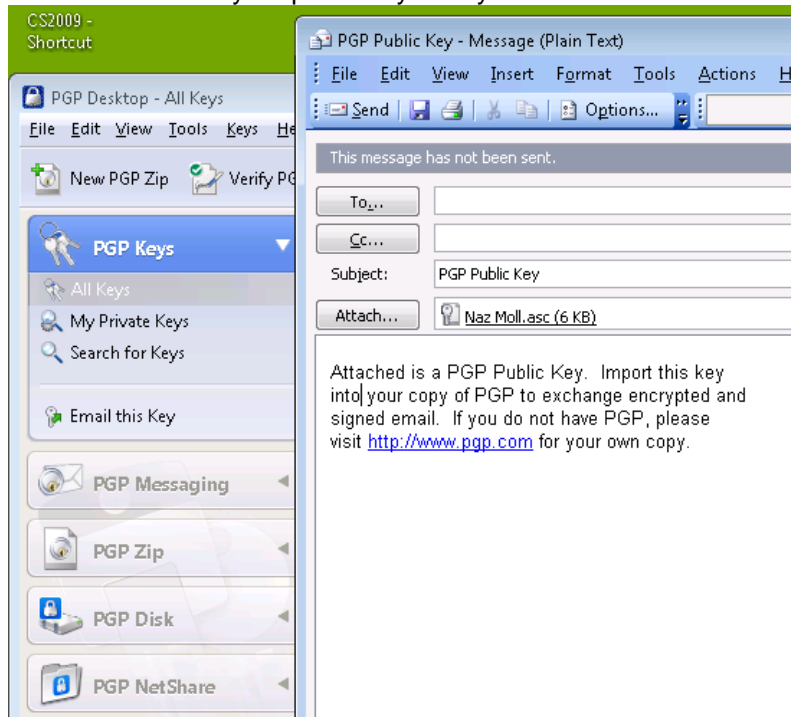 CS2009 -
Shortcut
PGP Desktop - All Keys
File Edit View Tools Keys He
New PGP Zip Verify PG
PGP Keys
All Keys
My Private Keys
Search for Keys
Email this Key
PGP Messaging
PGP Zip
PGP Disk
PGP NetShare
PGP Public Key - Message (Plain Text)
File Edit View Insert Format Tools Actions H
Send Options...
This message has not been sent.
To...
Cc...
Subject: PGP Public Key
Attach... Naz Moll.asc (6 KB)
Attached is a PGP Public Key. Import this key
into your copy of PGP to exchange encrypted and
signed email. If you do not have PGP, please
visit http://www.pgp.com for your own copy.